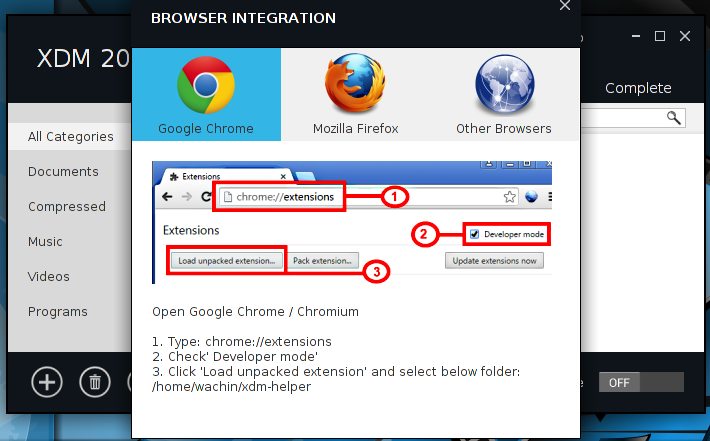 BROWSER INTEGRATION
XDM 20
Complete
Google Chrome
Mozilla Firefox
Other Browsers
All Categories
Documents
Compressed
Music
Videos
Programs
Extensions
chrome://extensions
1
Extensions
2
Developer mode
Load unpacked extension...
Pack extension...
Update extensions now
3
Open Google Chrome / Chromium
1. Type: chrome://extensions
2. Check' Developer mode'
3. Click 'Load unpacked extension' and select below folder:
/home/wachin/xdm-helper
OFF